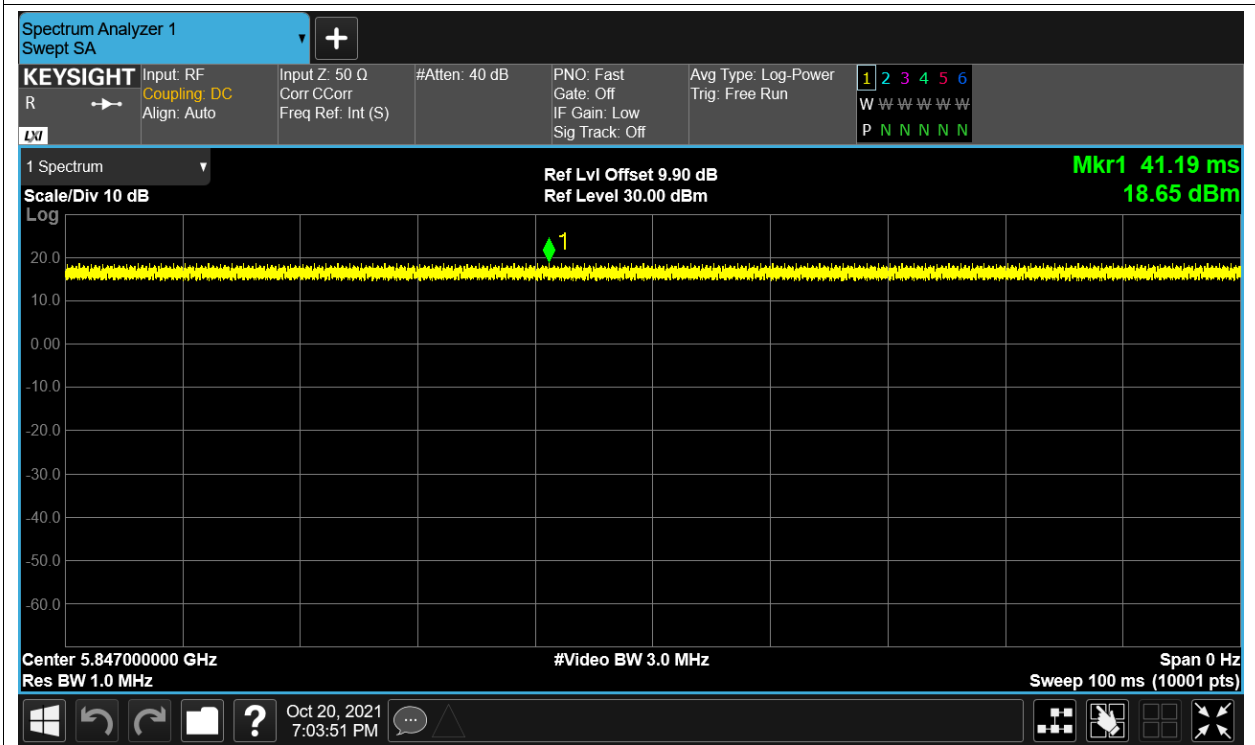 Spectrum Analyzer 1
Swept SA
KEYSIGHT
R
LXI
Input: RF
Coupling: DC
Align: Auto
Input Z: 50 Ω
Corr CCorr
Freq Ref: Int (S)
#Atten: 40 dB
PNO: Fast
Gate: Off
IF Gain: Low
Sig Track: Off
Avg Type: Log-Power
Trig: Free Run
1 2 3 4 5 6
W W W W W W
P N N N N N
1 Spectrum
Scale/Div 10 dB
Ref Lvl Offset 9.90 dB
Ref Level 30.00 dBm
Mkr1 41.19 ms
18.65 dBm
Log
1
20.0
10.0
0.00
-10.0
-20.0
-30.0
-40.0
-50.0
-60.0
Center 5.847000000 GHz
Res BW 1.0 MHz
#Video BW 3.0 MHz
Span 0 Hz
Sweep 100 ms (10001 pts)
?
Oct 20, 2021
7:03:51 PM